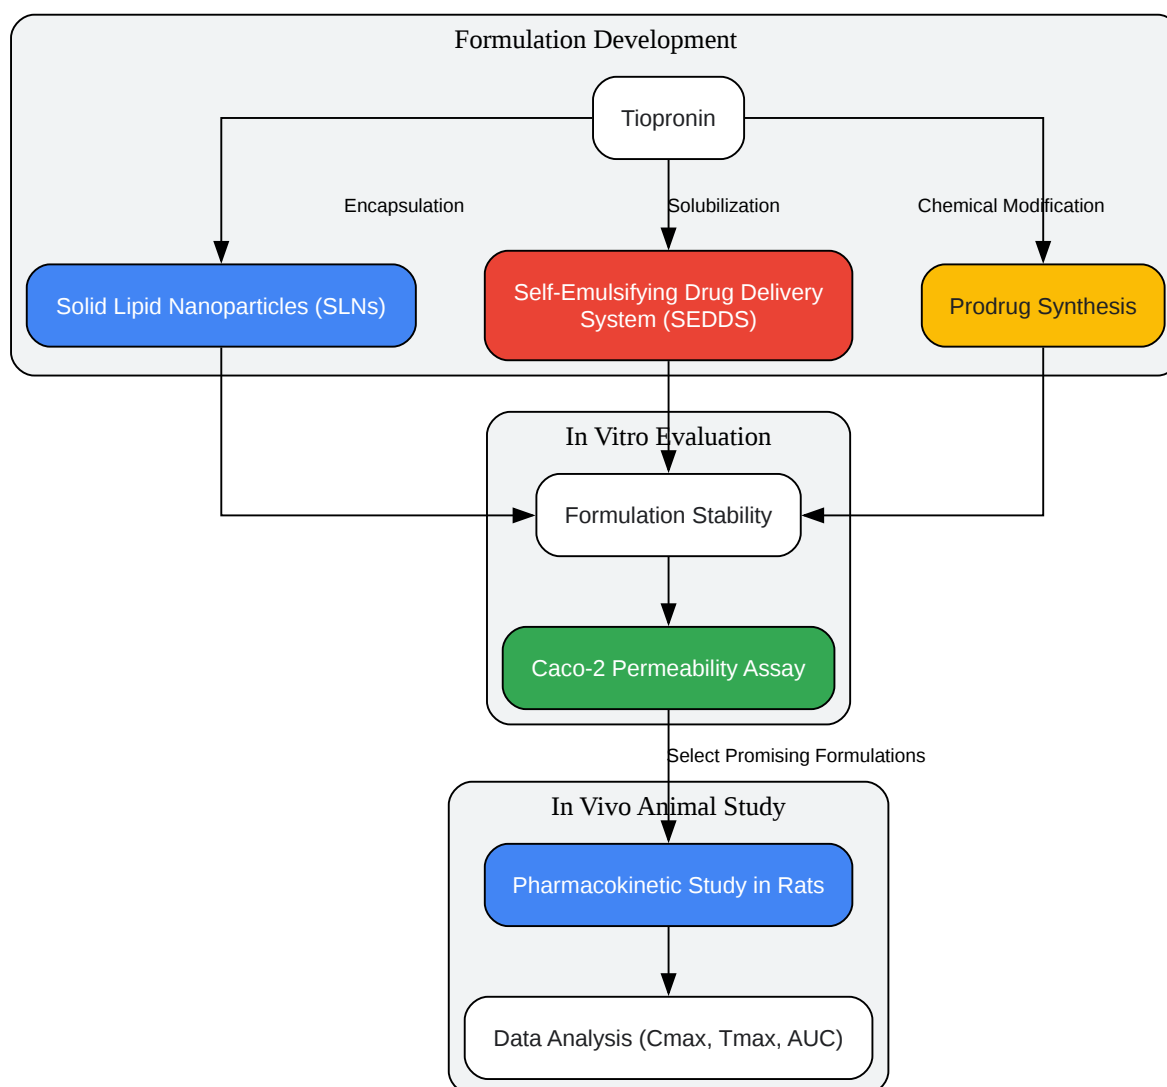 Formulation Development
Tiopronin
Encapsulation
Solubilization
Chemical Modification
Solid Lipid Nanoparticles (SLNs)
Self-Emulsifying Drug Delivery
System (SEDDS)
Prodrug Synthesis
In Vitro Evaluation
Formulation Stability
Caco-2 Permeability Assay
Select Promising Formulations
In Vivo Animal Study
Pharmacokinetic Study in Rats
Data Analysis (Cmax, Tmax, AUC)